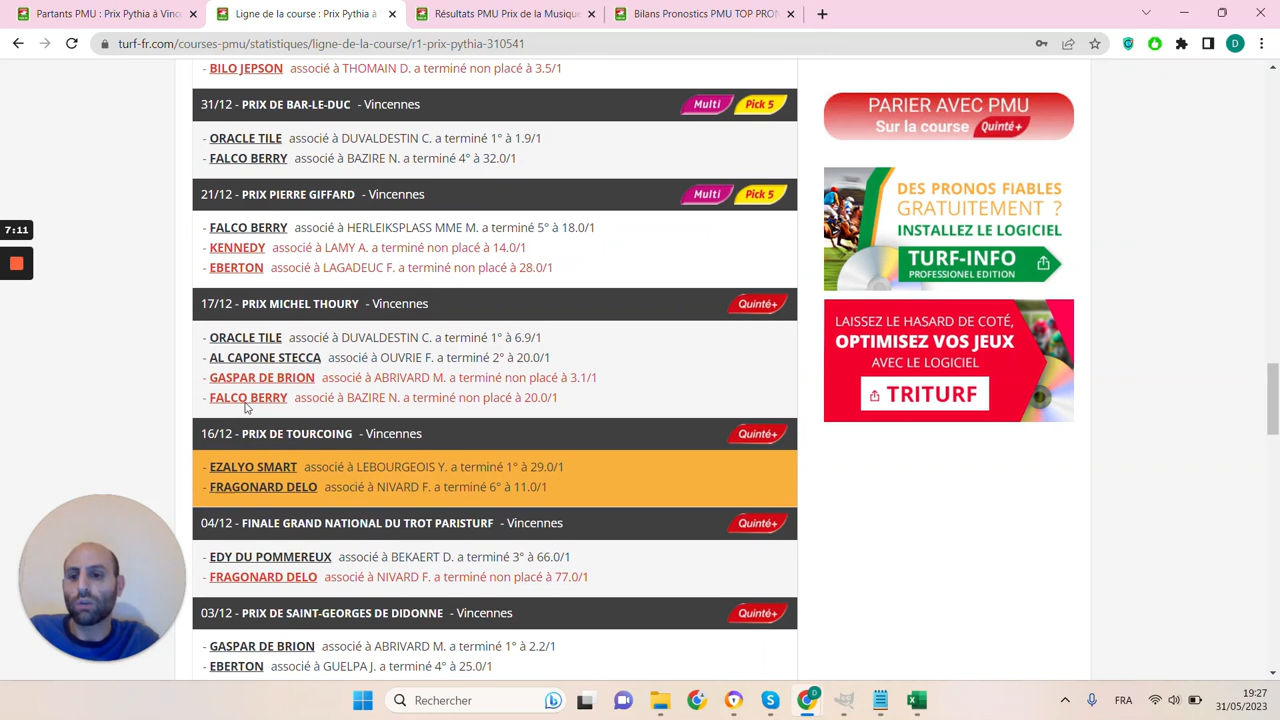 Partants PMU : Prix Pythia à Vince
Ligne de la course : Prix Pythia à
Résultats PMU Prix de la Musique
Bilans Pronostics PMU TOP PRON
turf-fr.com/courses-pmu/statistiques/ligne-de-la-course/r1-prix-pythia-310541
D
- BILO JEPSON associé à THOMAIN D. a terminé non placé à 3.5/1
31/12 - PRIX DE BAR-LE-DUC - Vincennes Multi Pick 5
- ORACLE TILE associé à DUVALDESTIN C. a terminé 1° à 1.9/1
- FALCO BERRY associé à BAZIRE N. a terminé 4° à 32.0/1
21/12 - PRIX PIERRE GIFFARD - Vincennes Multi Pick 5
- FALCO BERRY associé à HERLEIKSPLASS MME M. a terminé 5° à 18.0/1
- KENNEDY associé à LAMY A. a terminé non placé à 14.0/1
- EBERTON associé à LAGADEUC F. a terminé non placé à 28.0/1
17/12 - PRIX MICHEL THOURY - Vincennes Quinté+
- ORACLE TILE associé à DUVALDESTIN C. a terminé 1° à 6.9/1
- AL CAPONE STECCA associé à OUVRIE F. a terminé 2° à 20.0/1
- GASPAR DE BRION associé à ABRIVARD M. a terminé non placé à 3.1/1
- FALCO BERRY associé à BAZIRE N. a terminé non placé à 20.0/1
16/12 - PRIX DE TOURCOING - Vincennes Quinté+
- EZALYO SMART associé à LEBOURGEOIS Y. a terminé 1° à 29.0/1
- FRAGONARD DELO associé à NIVARD F. a terminé 6° à 11.0/1
04/12 - FINALE GRAND NATIONAL DU TROT PARISTURF - Vincennes Quinté+
- EDY DU POMMEREUX associé à BEKAERT D. a terminé 3° à 66.0/1
- FRAGONARD DELO associé à NIVARD F. a terminé non placé à 77.0/1
03/12 - PRIX DE SAINT-GEORGES DE DIDONNE - Vincennes Quinté+
- GASPAR DE BRION associé à ABRIVARD M. a terminé 1° à 2.2/1
- EBERTON associé à GUELPA J. a terminé 4° à 25.0/1
PARIER AVEC PMU
Sur la course Quinté+
DES PRONOS FIABLES
GRATUITEMENT ?
INSTALLEZ LE LOGICIEL
TURF-INFO
PROFESSIONEL EDITION
LAISSEZ LE HASARD DE COTÉ,
OPTIMISEZ VOS JEUX
AVEC LE LOGICIEL
TRITURF
7:11
Rechercher
D
FRA
19:27
31/05/2023